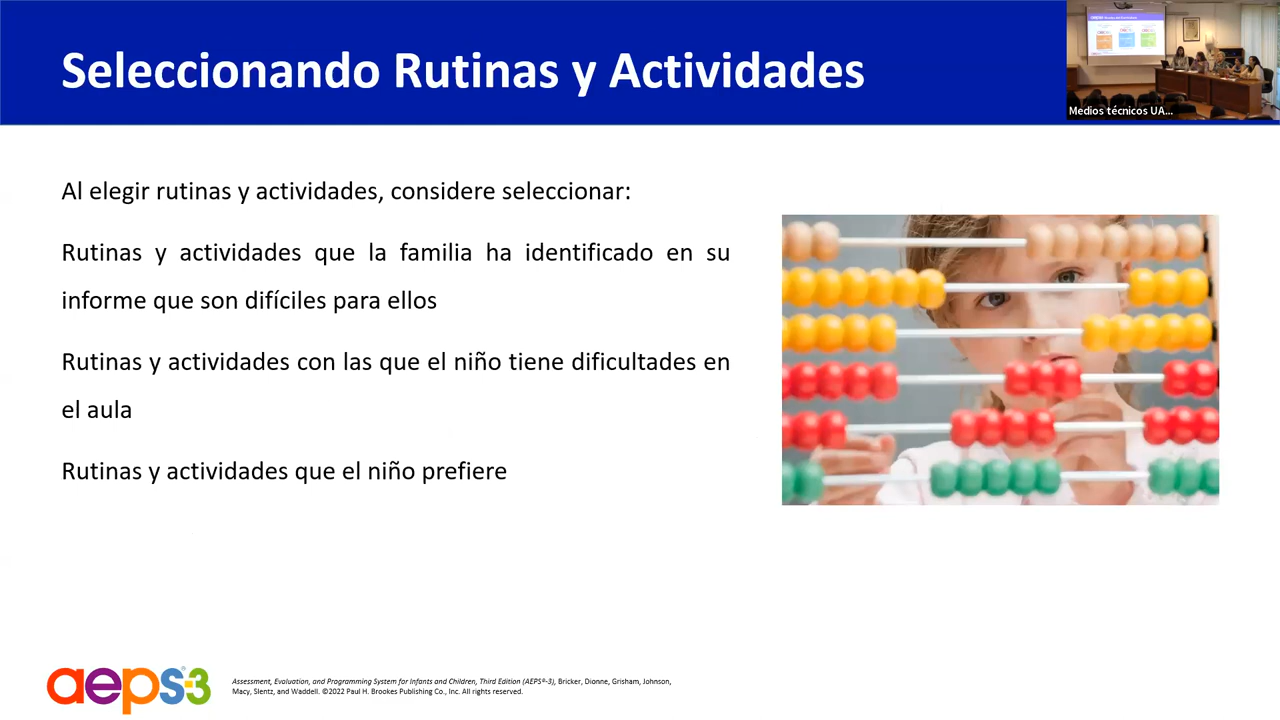 Seleccionando Rutinas y Actividades
Medios técnicos UA...
Al elegir rutinas y actividades, considere seleccionar:
Rutinas y actividades que la familia ha identificado en su
informe que son difíciles para ellos
Rutinas y actividades con las que el niño tiene dificultades en
el aula
Rutinas y actividades que el niño prefiere
aeps®-3
Assessment, Evaluation, and Programming System for Infants and Children, Third Edition (AEPS®-3), Bricker, Dionne, Grisham, Johnson,
Macy, Slentz, and Waddell. ©2022 Paul H. Brookes Publishing Co., Inc. All rights reserved.